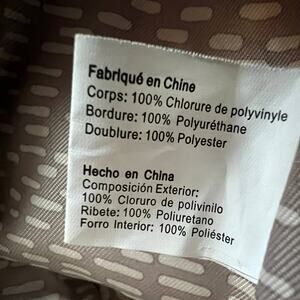 Fabriqué en Chine
Corps: 100% Chlorure de polyvinyle
Bordure: 100% Polyuréthane
Doublure: 100% Polyester
Hecho en China
Composición Exterior:
100% Cloruro de polivinilo
Ribete: 100% Poliuretano
Forro Interior: 100% Poliéster